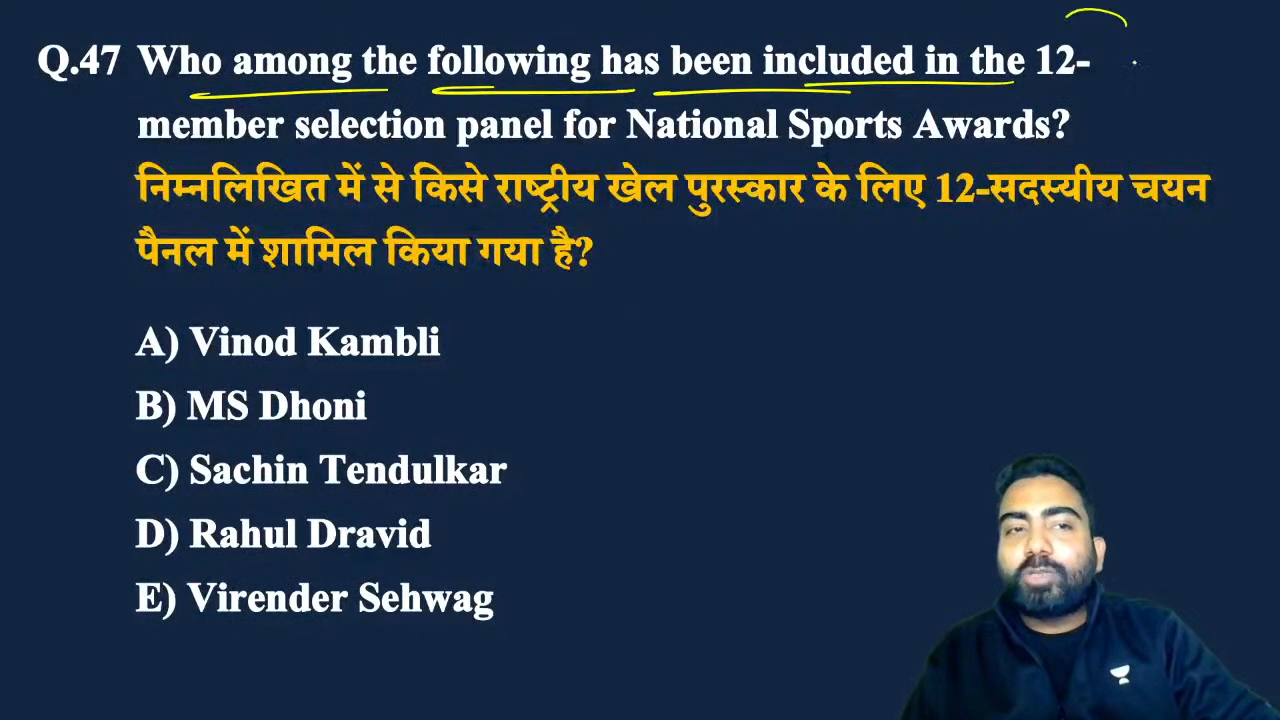 Q.47 Who among the following has been included in the 12-
member selection panel for National Sports Awards?
निम्नलिखित में से किसे राष्ट्रीय खेल पुरस्कार के लिए 12-सदस्यीय चयन
पैनल में शामिल किया गया है?
A) Vinod Kambli
B) MS Dhoni
C) Sachin Tendulkar
D) Rahul Dravid
E) Virender Sehwag